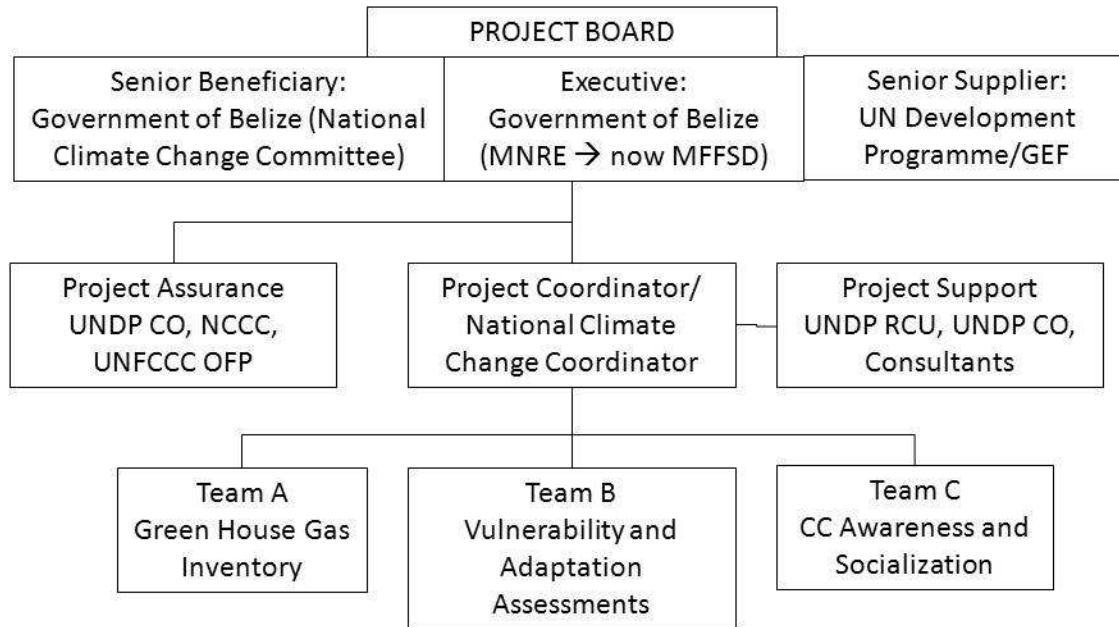 PROJECT BOARD
Senior Beneficiary:
Government of Belize (National
Climate Change Committee)
Executive:
Government of Belize
(MNRE → now MFFSD)
Senior Supplier:
UN Development
Programme/GEF
Project Assurance
UNDP CO, NCCC,
UNFCCC OFP
Project Coordinator/
National Climate
Change Coordinator
Project Support
UNDP RCU, UNDP CO,
Consultants
Team A
Green House Gas
Inventory
Team B
Vulnerability and
Adaptation
Assessments
Team C
CC Awareness and
Socialization